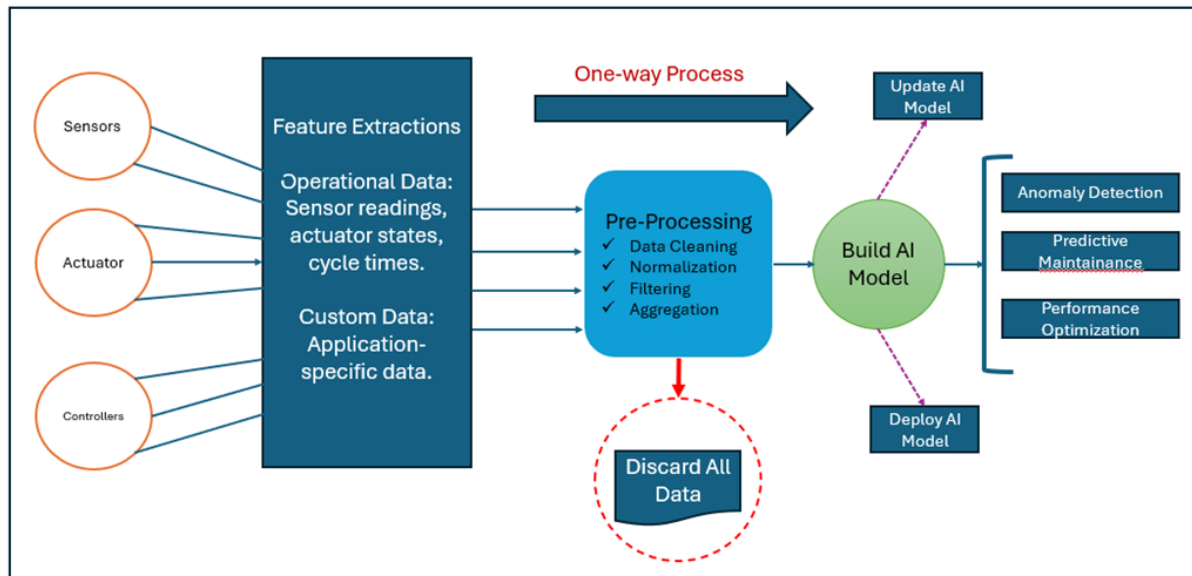 Sensors
Actuator
Controllers
Feature Extractions
Operational Data:
Sensor readings,
actuator states,
cycle times.
Custom Data:
Application-
specific data.
One-way Process
Pre-Processing
✓ Data Cleaning
✓ Normalization
✓ Filtering
✓ Aggregation
Discard All
Data
Build AI
Model
Update AI
Model
Deploy AI
Model
Anomaly Detection
Predictive
Maintainance
Performance
Optimization